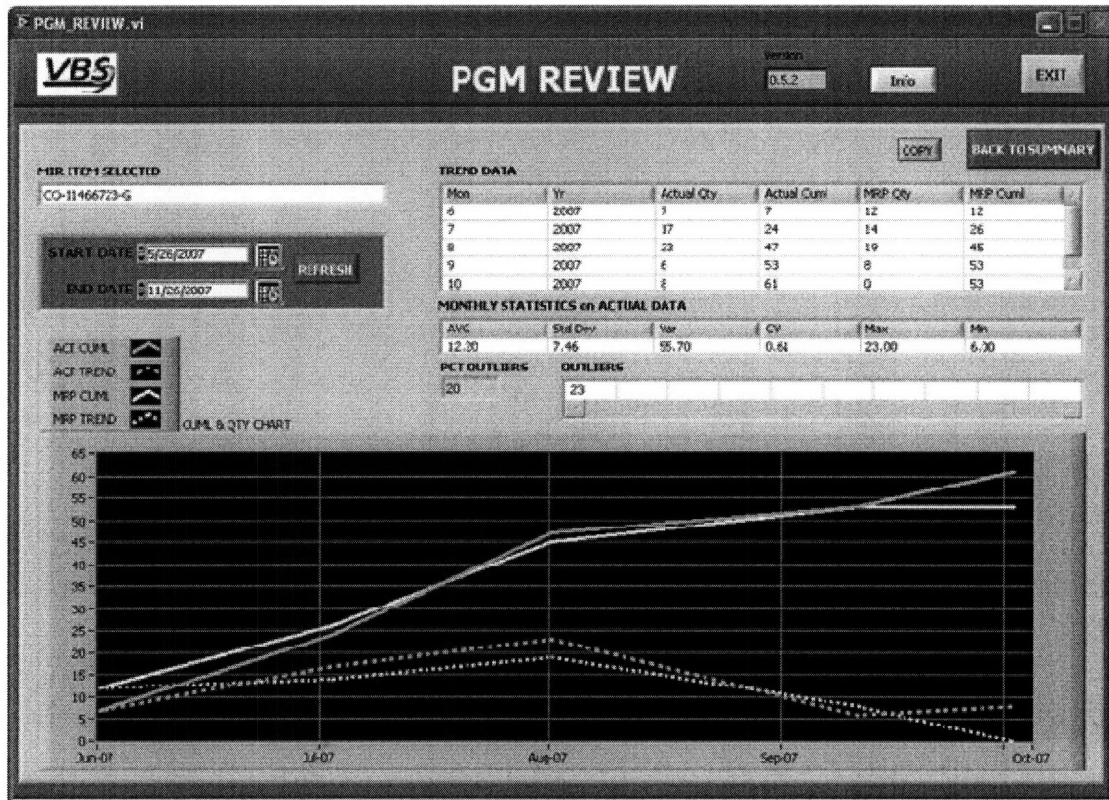 PGM_REVIEW.vi
VBS
PGM REVIEW
Version
0.5.2
Info
EXIT
COPY
BACK TO SUMMARY
MIR ITEM SELECTED
CO-11466723-G
START DATE 5/26/2007
END DATE 11/26/2007
REFRESH
TREND DATA
Mon Yr Actual Qty Actual Cuml MRP Qty MRP Cuml
6 2007 7 7 12 12
7 2007 17 24 14 26
8 2007 23 47 19 45
9 2007 6 53 8 53
10 2007 8 61 0 53
MONTHLY STATISTICS on ACTUAL DATA
AVG Std Dev Var CV Max Min
12.20 7.46 55.70 0.61 23.00 6.00
PCT OUTLIERS OUTLIERS
20 23
ACT CUML
ACT TREND
MRP CUML
MRP TREND
CUML & QTY CHART
65
60
55
50
45
40
35
30
25
20
15
10
5
0
Jun-07 Jul-07 Aug-07 Sep-07 Oct-07